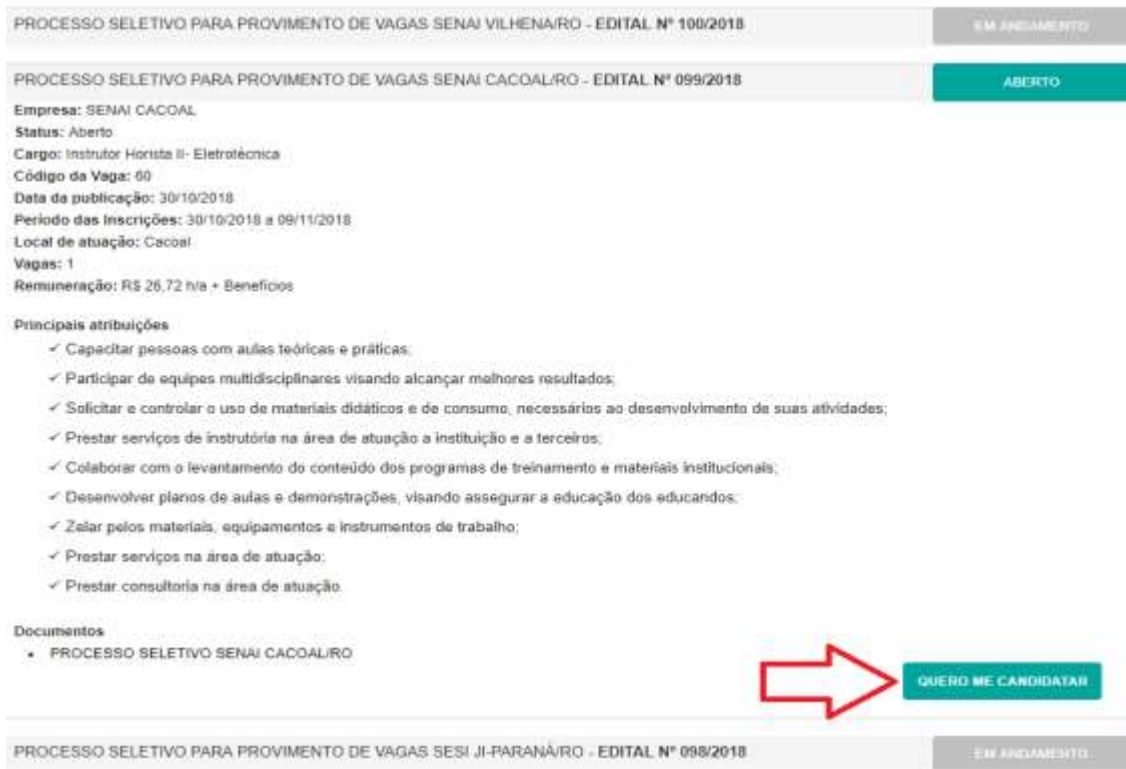 PROCESSO SELETIVO PARA PROVIMENTO DE VAGAS SENAI VILHENA/RO - EDITAL Nº 100/2018
EM ANDAMENTO
PROCESSO SELETIVO PARA PROVIMENTO DE VAGAS SENAI CACOAL/RO - EDITAL Nº 099/2018
ABERTO
Empresa: SENAI CACOAL
Status: Aberto
Cargo: Instrutor Horista II- Eletrotécnica
Código da Vaga: 60
Data da publicação: 30/10/2018
Período das Inscrições: 30/10/2018 a 09/11/2018
Local de atuação: Cacoal
Vagas: 1
Remuneração: R$ 26,72 h/a + Benefícios
Principais atribuições
✓ Capacitar pessoas com aulas teóricas e práticas;
✓ Participar de equipes multidisciplinares visando alcançar melhores resultados;
✓ Solicitar e controlar o uso de materiais didáticos e de consumo, necessários ao desenvolvimento de suas atividades;
✓ Prestar serviços de instrutória na área de atuação a instituição e a terceiros;
✓ Colaborar com o levantamento do conteúdo dos programas de treinamento e materiais institucionais;
✓ Desenvolver planos de aulas e demonstrações, visando assegurar a educação dos educandos;
✓ Zelar pelos materiais, equipamentos e instrumentos de trabalho;
✓ Prestar serviços na área de atuação;
✓ Prestar consultoria na área de atuação.
Documentos
• PROCESSO SELETIVO SENAI CACOAL/RO
QUERO ME CANDIDATAR
PROCESSO SELETIVO PARA PROVIMENTO DE VAGAS SESI JI-PARANÁ/RO - EDITAL Nº 098/2018
EM ANDAMENTO